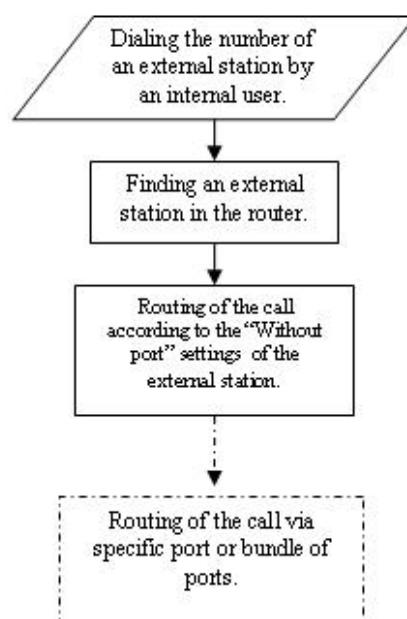 Dialing the number of
an external station by
an internal user.
Finding an external
station in the router.
Routing of the call
according to the “Without
port” settings of the
external station.
Routing of the call via
specific port or bundle of
ports.